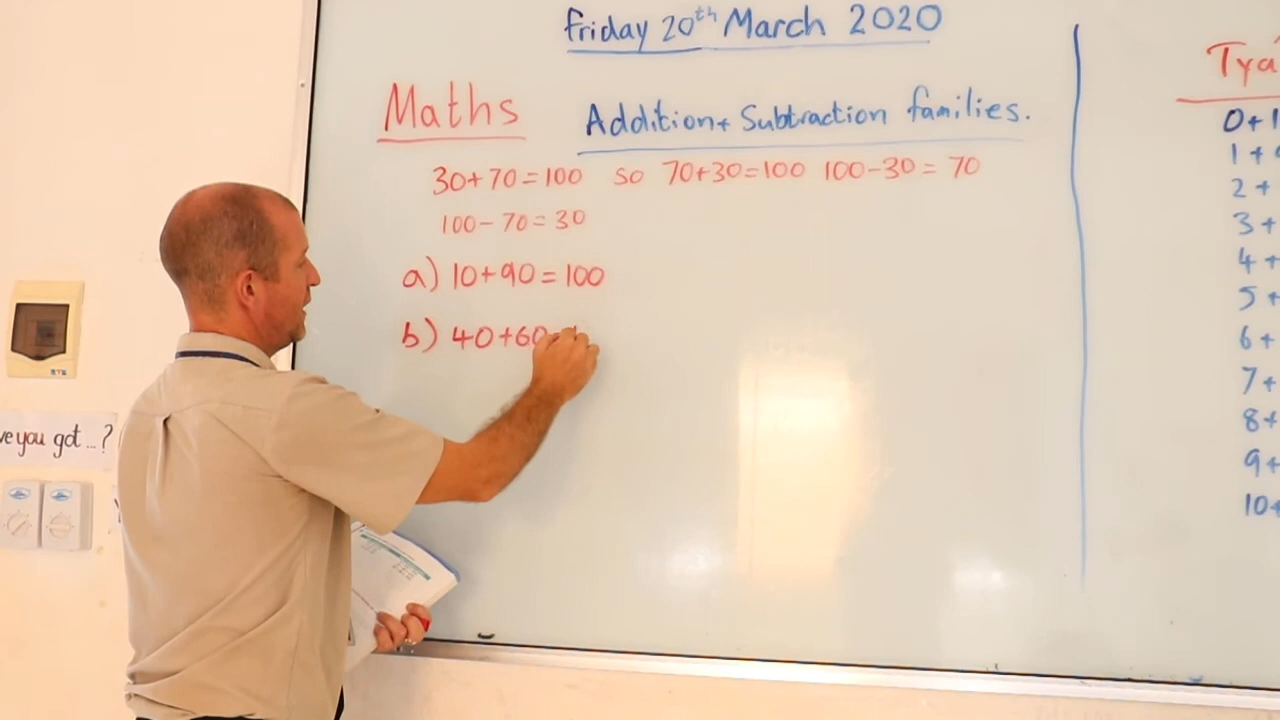 Friday 20th March 2020
Maths
Addition + Subtraction families.
30+70=100 so 70+30=100 100-30=70
100-70=30
a) 10+90=100
b) 40+60
0+1
1+
2+
3+
4+
5+
6+
7+
8+
9+
10+
you got...?